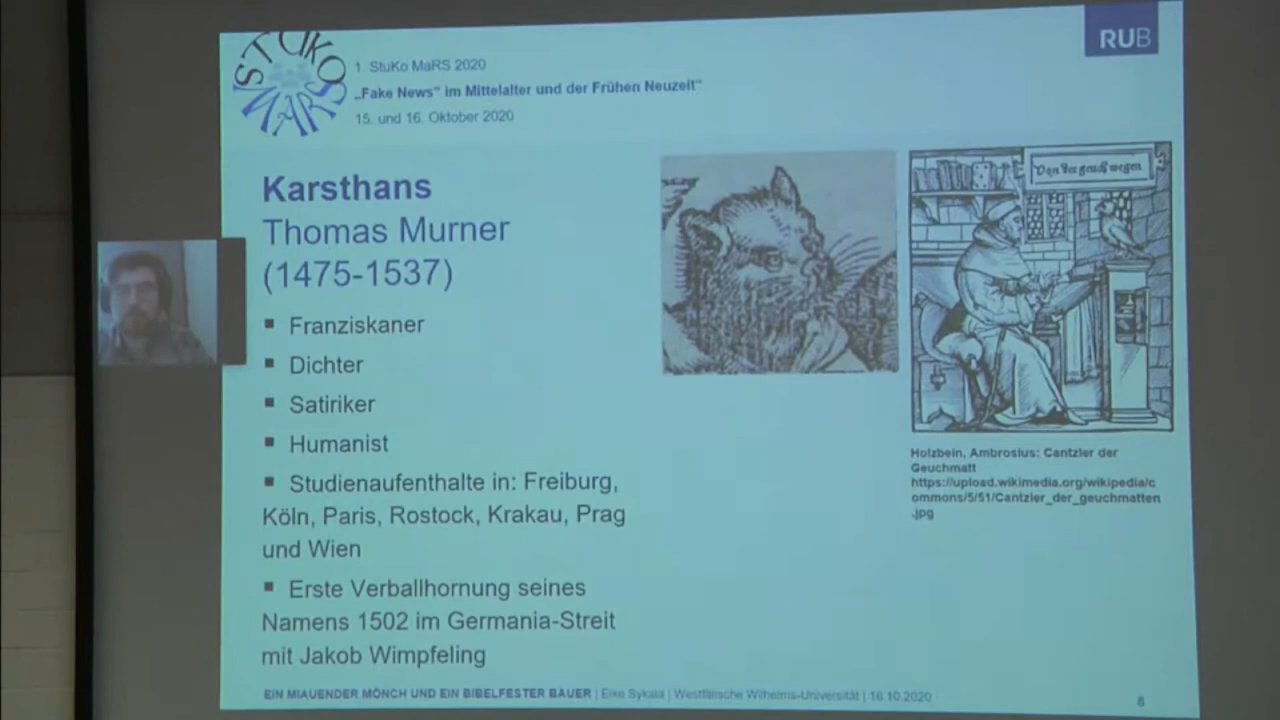 STUKO MARS
RUB
1 StuKo MaRS 2020
„Fake News“ im Mittelalter und der Frühen Neuzeit“
15. und 16. Oktober 2020
Karsthans
Thomas Murner
(1475-1537)
▪ Franziskaner
▪ Dichter
▪ Satiriker
▪ Humanist
▪ Studienaufenthalte in: Freiburg,
Köln, Paris, Rostock, Krakau, Prag
und Wien
▪ Erste Verballhornung seines
Namens 1502 im Germania-Streit
mit Jakob Wimpfeling
Holzbein, Ambrosius: Cantzler der
Geuchmatt
https://upload.wikimedia.org/wikipedia/c
ommons/5/51/Cantzler_der_geuchmatten
.jpg
EIN MIAUENDER MÖNCH UND EIN BIBELFESTER BAUER | Elke Sykala | Westfälische Wilhelms-Universität | 16.10.2020
8